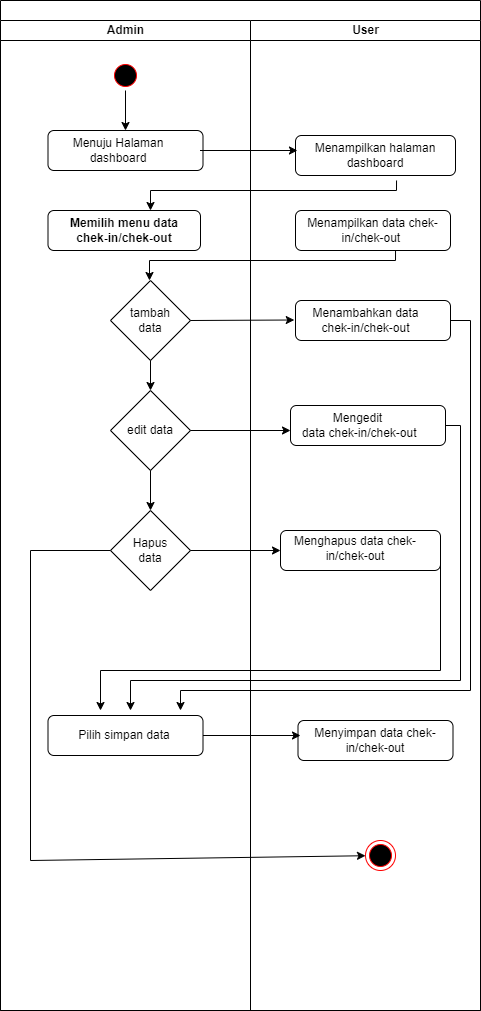 Admin
User
Menuju Halaman
dashboard
Menampilkan halaman
dashboard
Memilih menu data
chek-in/chek-out
Menampilkan data chek-
in/chek-out
tambah
data
Menambahkan data
chek-in/chek-out
edit data
Mengedit
data chek-in/chek-out
Hapus
data
Menghapus data chek-
in/chek-out
Pilih simpan data
Menyimpan data chek-
in/chek-out